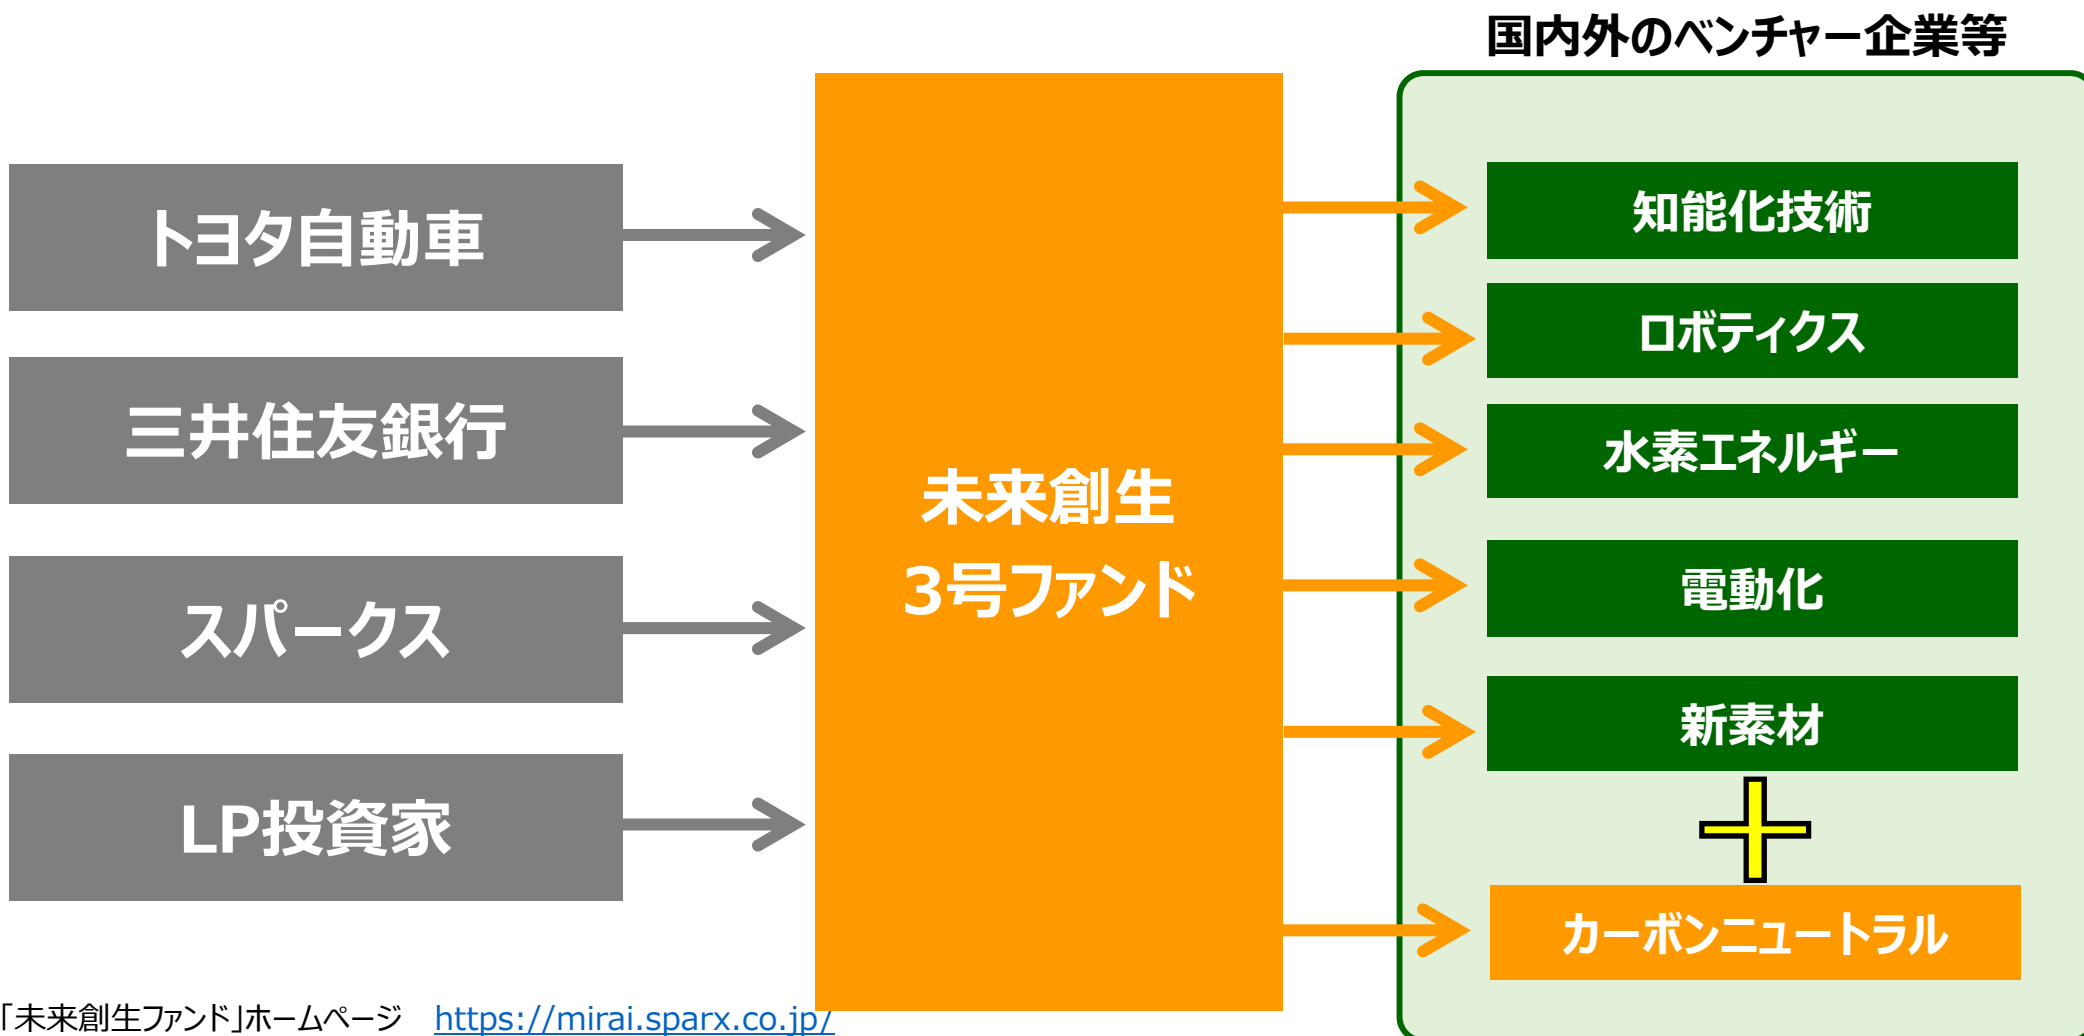 国内外のベンチャー企業等
トヨタ自動車
三井住友銀行
スパークス
LP投資家
未来創生
3号ファンド
知能化技術
ロボティクス
水素エネルギー
電動化
新素材
カーボンニュートラル
「未来創生ファンド」ホームページ https://mirai.sparx.co.jp/